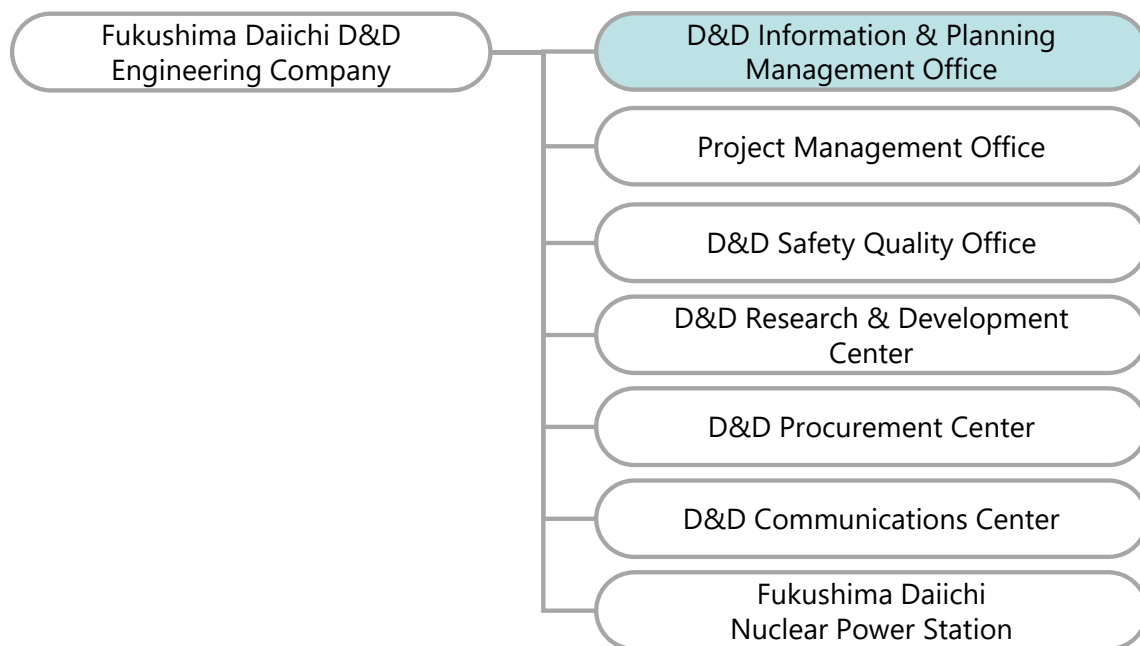 Fukushima Daiichi D&D
Engineering Company
D&D Information & Planning
Management Office
Project Management Office
D&D Safety Quality Office
D&D Research & Development
Center
D&D Procurement Center
D&D Communications Center
Fukushima Daiichi
Nuclear Power Station